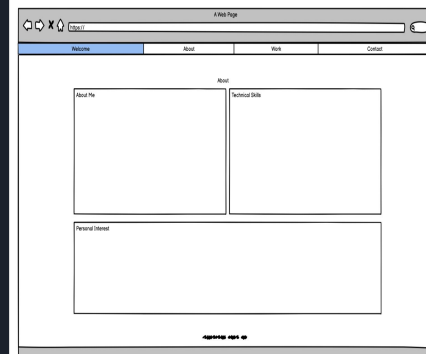 A Web Page
https://
Welcome About Work Contact
About
About Me Technical Skills
Personal Interest